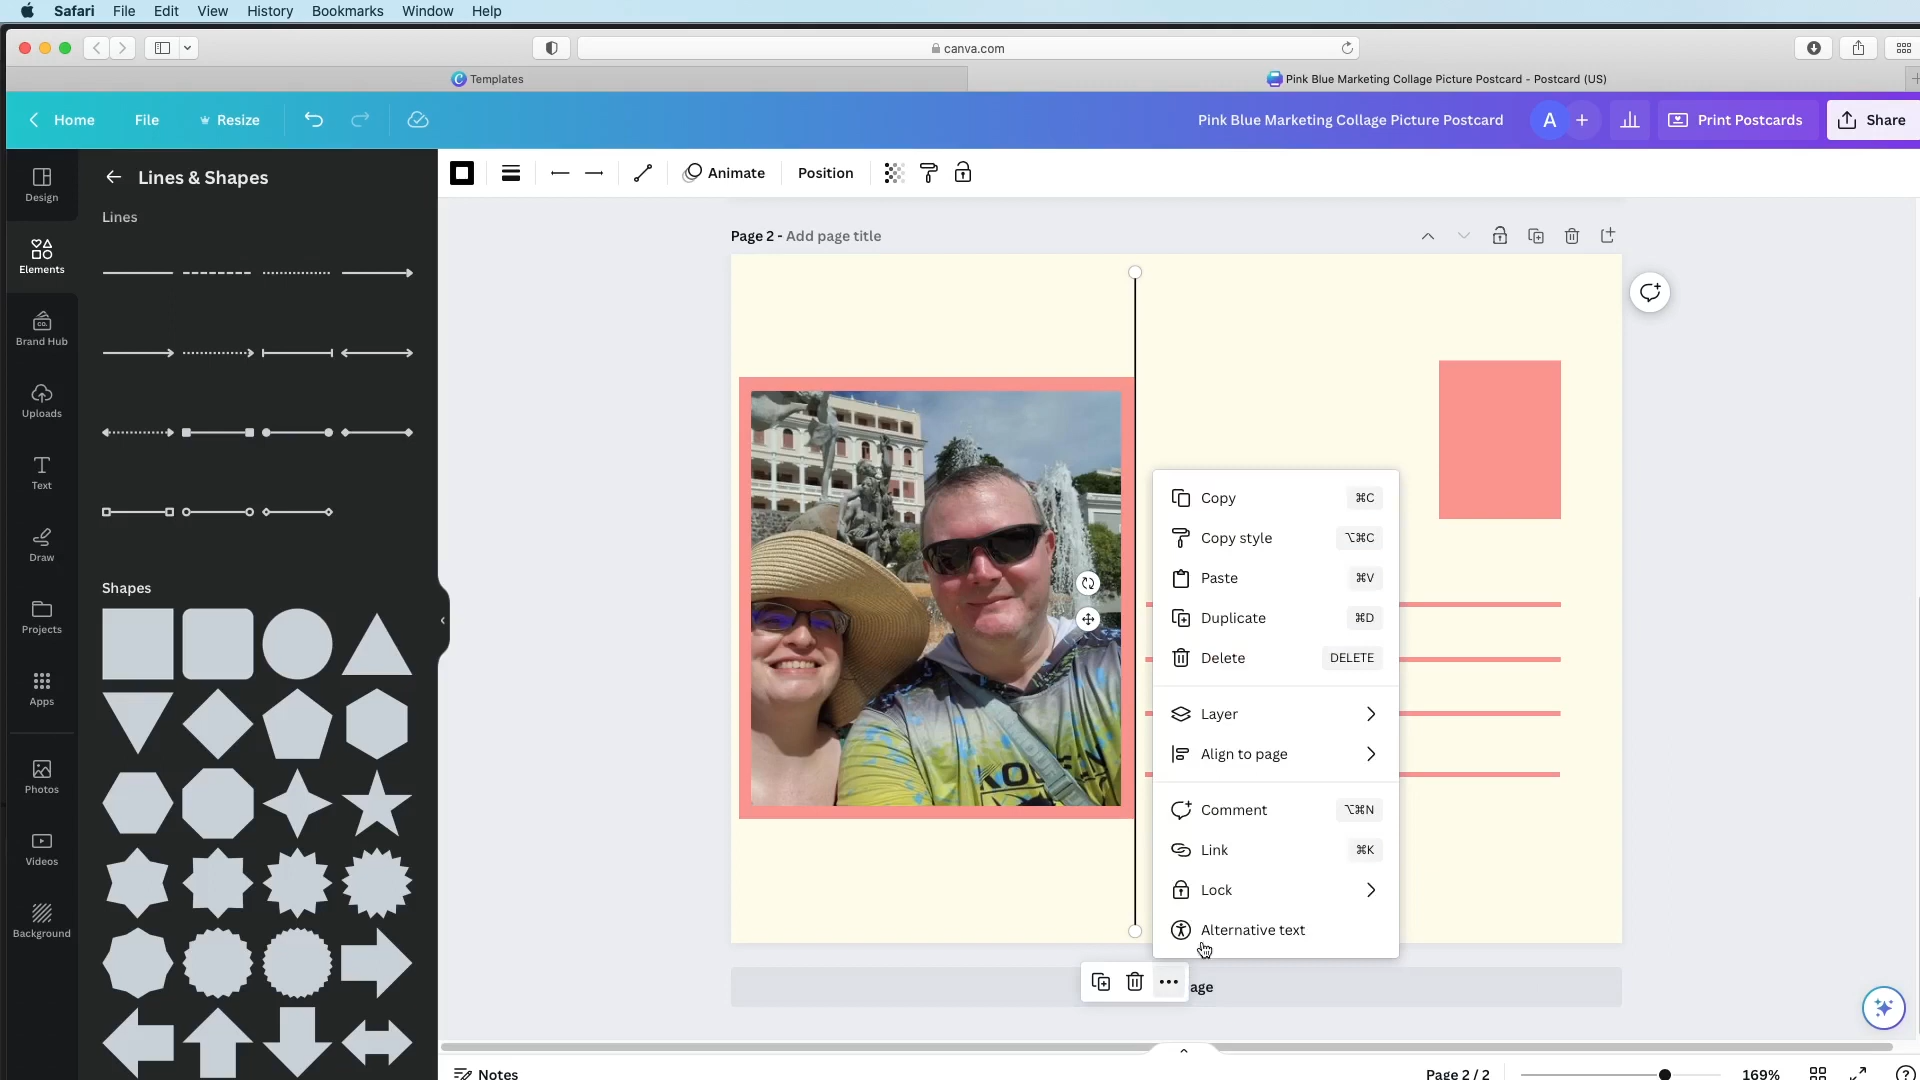 Safari File Edit View History Bookmarks Window Help
canva.com
Templates
Pink Blue Marketing Collage Picture Postcard - Postcard (US)
Home File Resize
Pink Blue Marketing Collage Picture Postcard
A
Print Postcards
Share
Design
Elements
Brand Hub
CO.
Uploads
Text
Draw
Projects
Apps
Photos
Videos
Background
Lines & Shapes
Lines
Shapes
Animate
Position
Page 2 - Add page title
Copy ⌘C
Copy style ⌥⌘C
Paste ⌘V
Duplicate ⌘D
Delete DELETE
Layer
Align to page
Comment ⌥⌘N
Link ⌘K
Lock
Alternative text
age
Notes
Page 2 / 2
169%